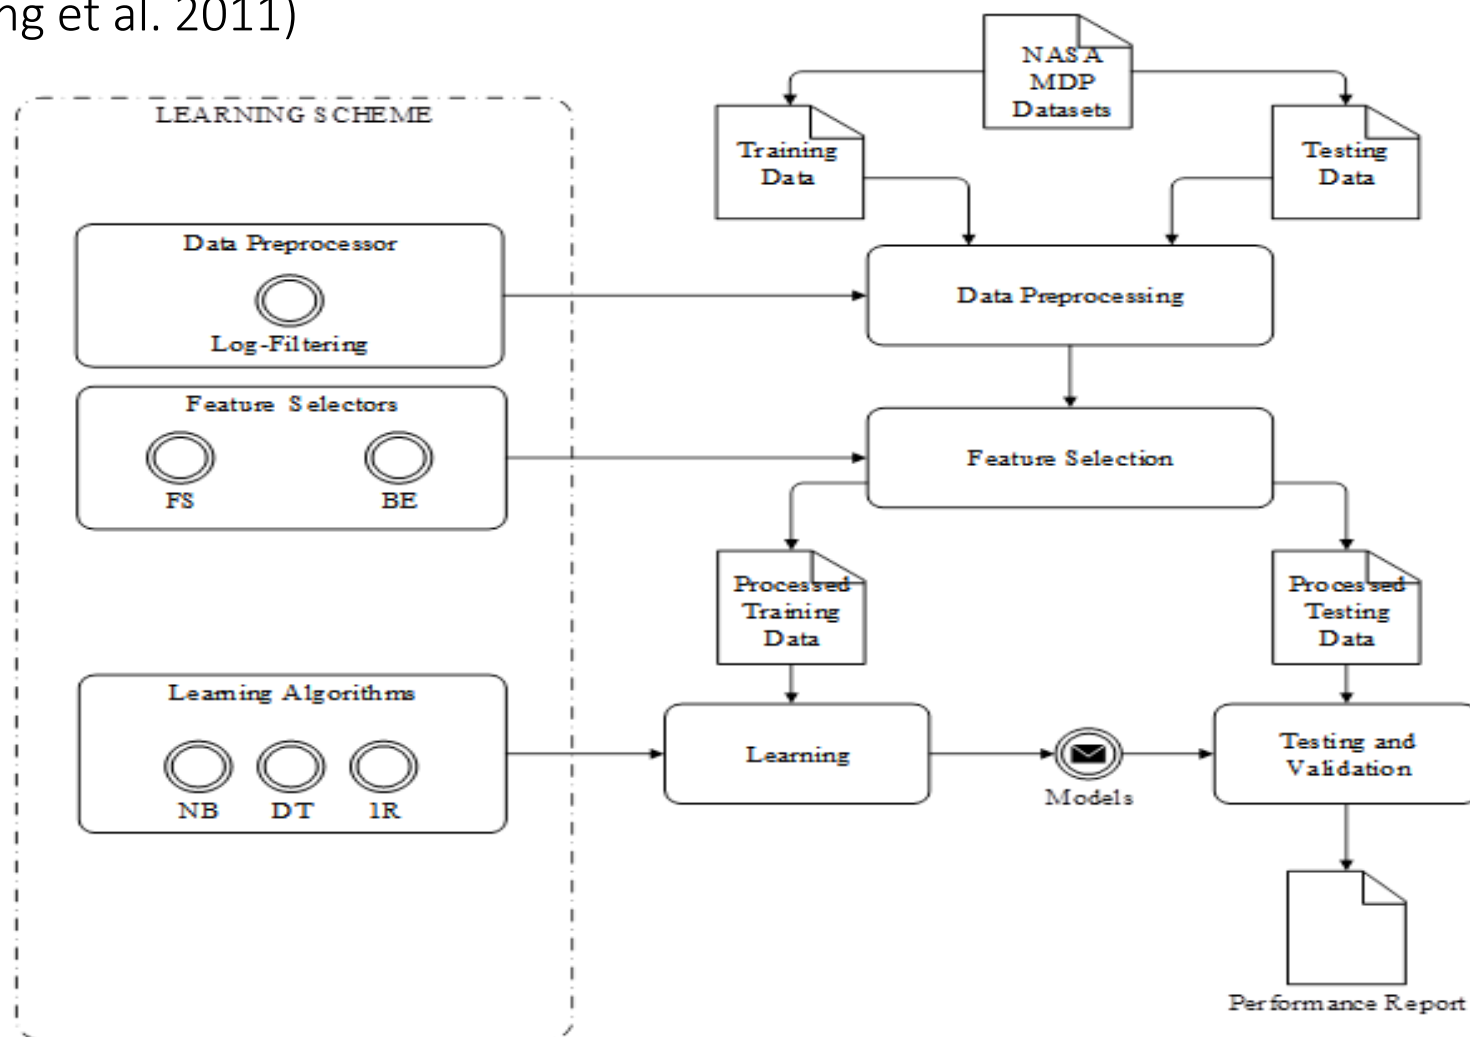 ng et al. 2011)
LEARNING SCHEME
Data Preprocessor
Log-Filtering
Feature Selectors
FS
BE
Learning Algorithms
NB
DT
1R
NASA
MDP
Datasets
Training
Data
Testing
Data
Data Preprocessing
Feature Selection
Processed
Training
Data
Processed
Testing
Data
Learning
Models
Testing and
Validation
Performance Report